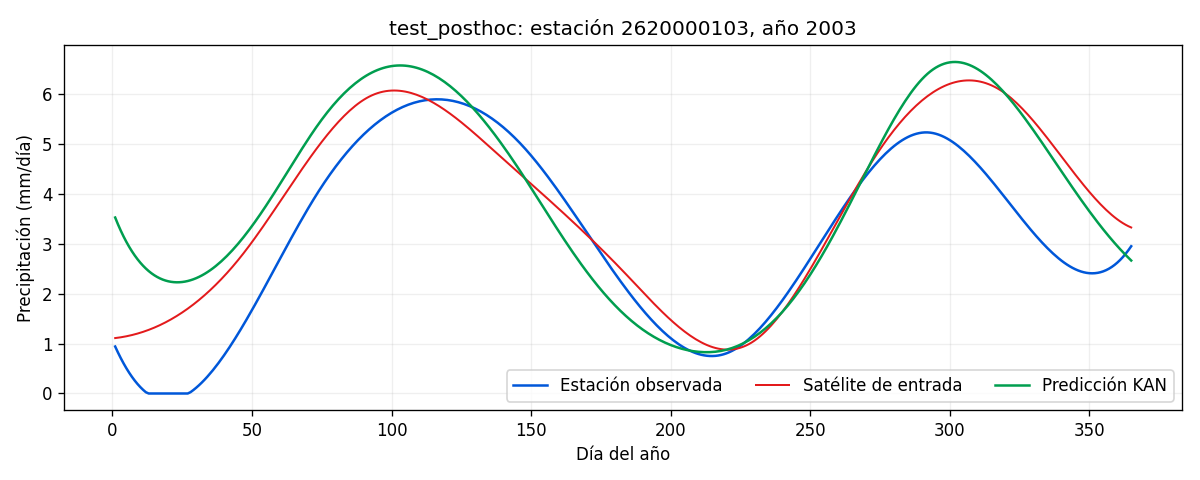 test_posthoc: estación 2620000103, año 2003
Precipitación (mm/día)
6
5
4
3
2
1
0
Estación observada
Satélite de entrada
Predicción KAN
0
50
100
150
200
250
300
350
Día del año